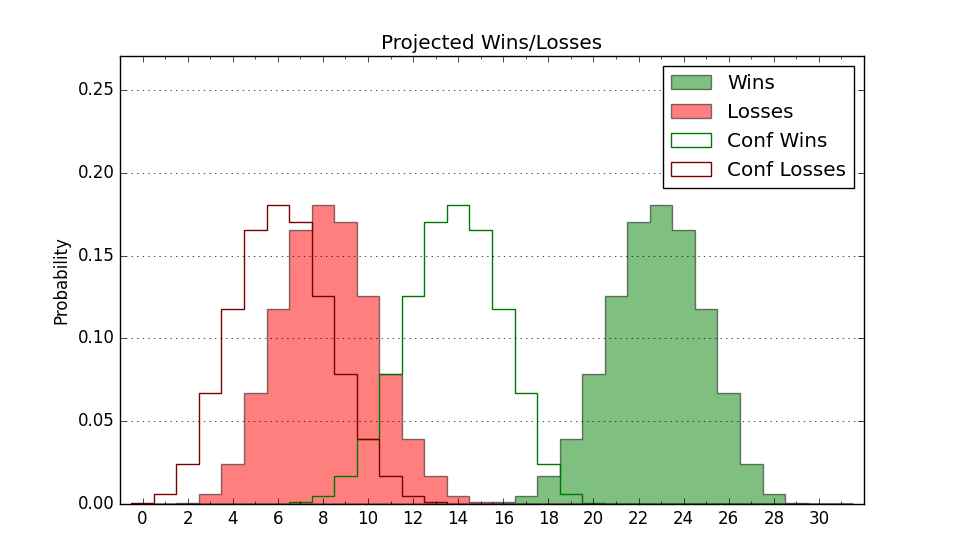 Projected Wins/Losses
Wins
Losses
Conf Wins
Conf Losses
Probability
0.25
0.20
0.15
0.10
0.05
0.00
0 2 4 6 8 10 12 14 16 18 20 22 24 26 28 30